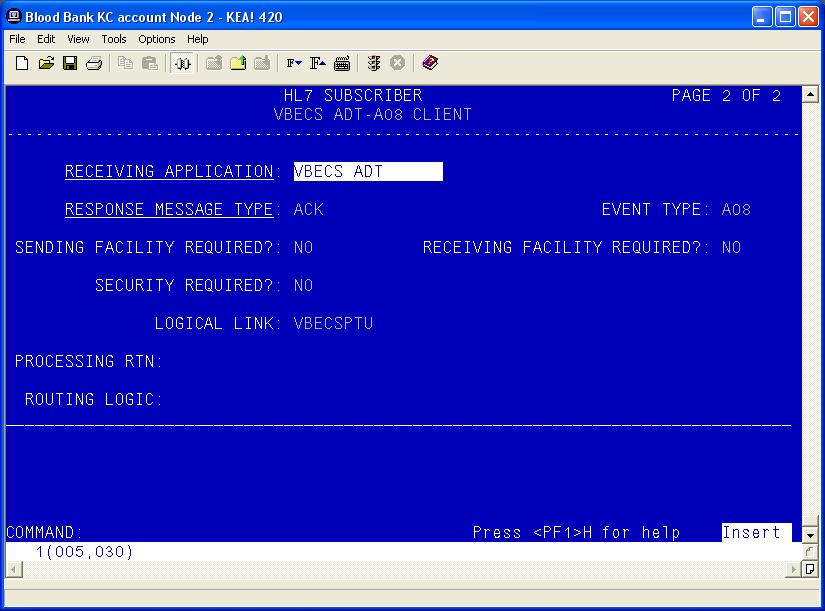 Blood Bank KC account Node 2 - KEA! 420
File Edit View Tools Options Help
HL7 SUBSCRIBER PAGE 2 OF 2
VBECS ADT-A08 CLIENT
--------------------------------------------------------------------------------
RECEIVING APPLICATION: VBECS ADT
RESPONSE MESSAGE TYPE: ACK EVENT TYPE: A08
SENDING FACILITY REQUIRED?: NO RECEIVING FACILITY REQUIRED?: NO
SECURITY REQUIRED?: NO
LOGICAL LINK: VBECSPTU
PROCESSING RTN:
ROUTING LOGIC:
COMMAND: Press <PF1>H for help Insert
1(005,030)